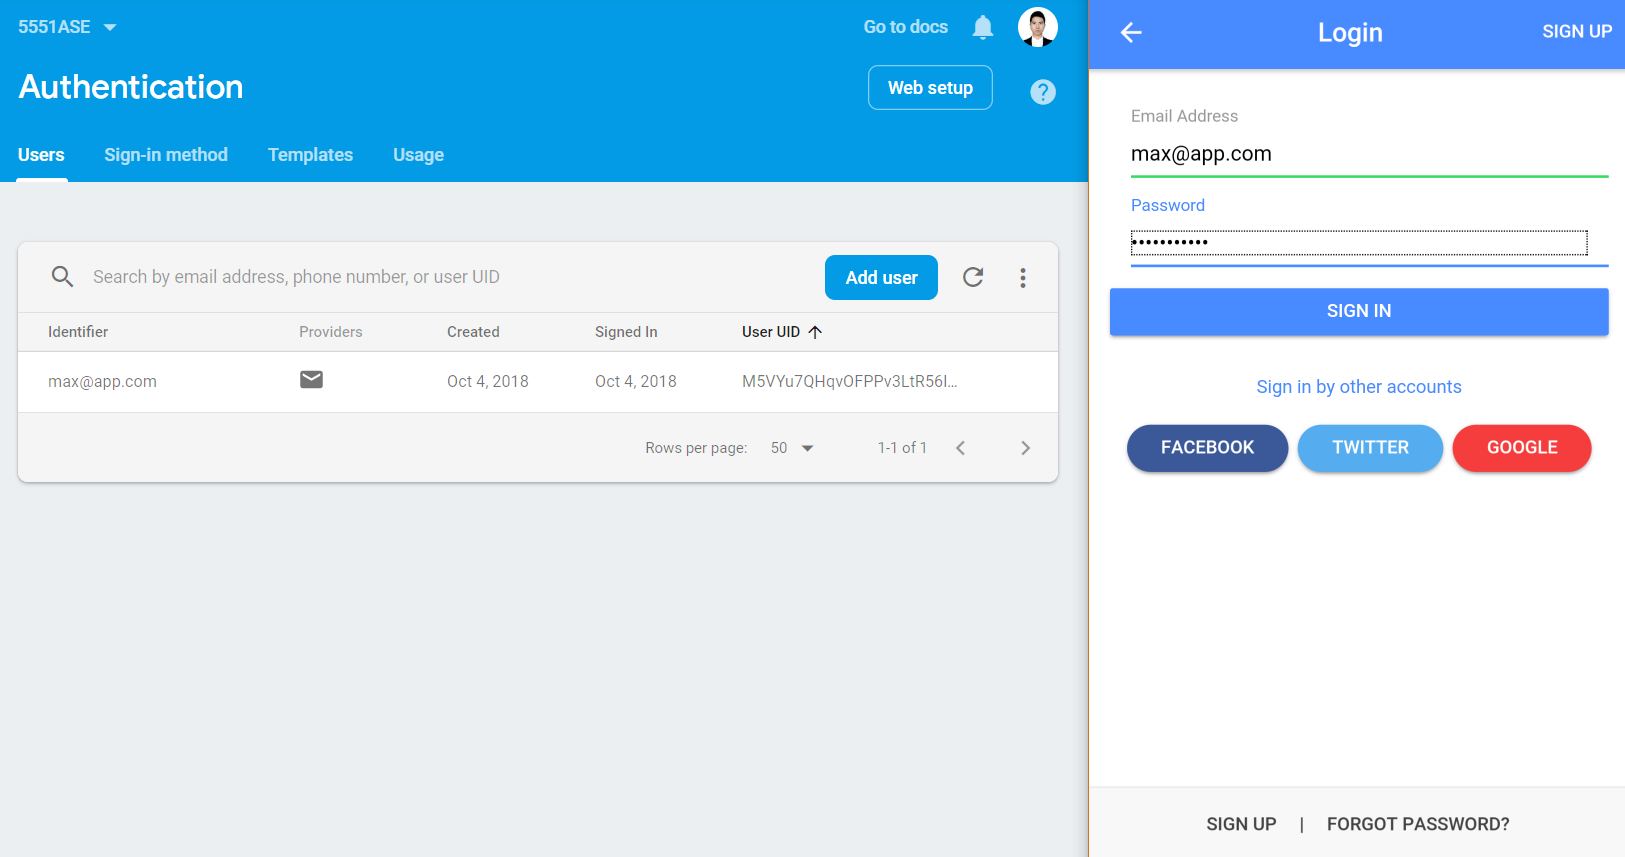 5551ASE
Go to docs
Authentication
Web setup
?
Users Sign-in method Templates Usage
Search by email address, phone number, or user UID
Add user
Identifier Providers Created Signed In User UID
max@app.com Oct 4, 2018 Oct 4, 2018 M5VYu7QHqvOFPPv3LtR56I...
Rows per page: 50 1-1 of 1
Login
SIGN UP
Email Address
max@app.com
Password
•••••••••••
SIGN IN
Sign in by other accounts
FACEBOOK TWITTER GOOGLE
SIGN UP | FORGOT PASSWORD?